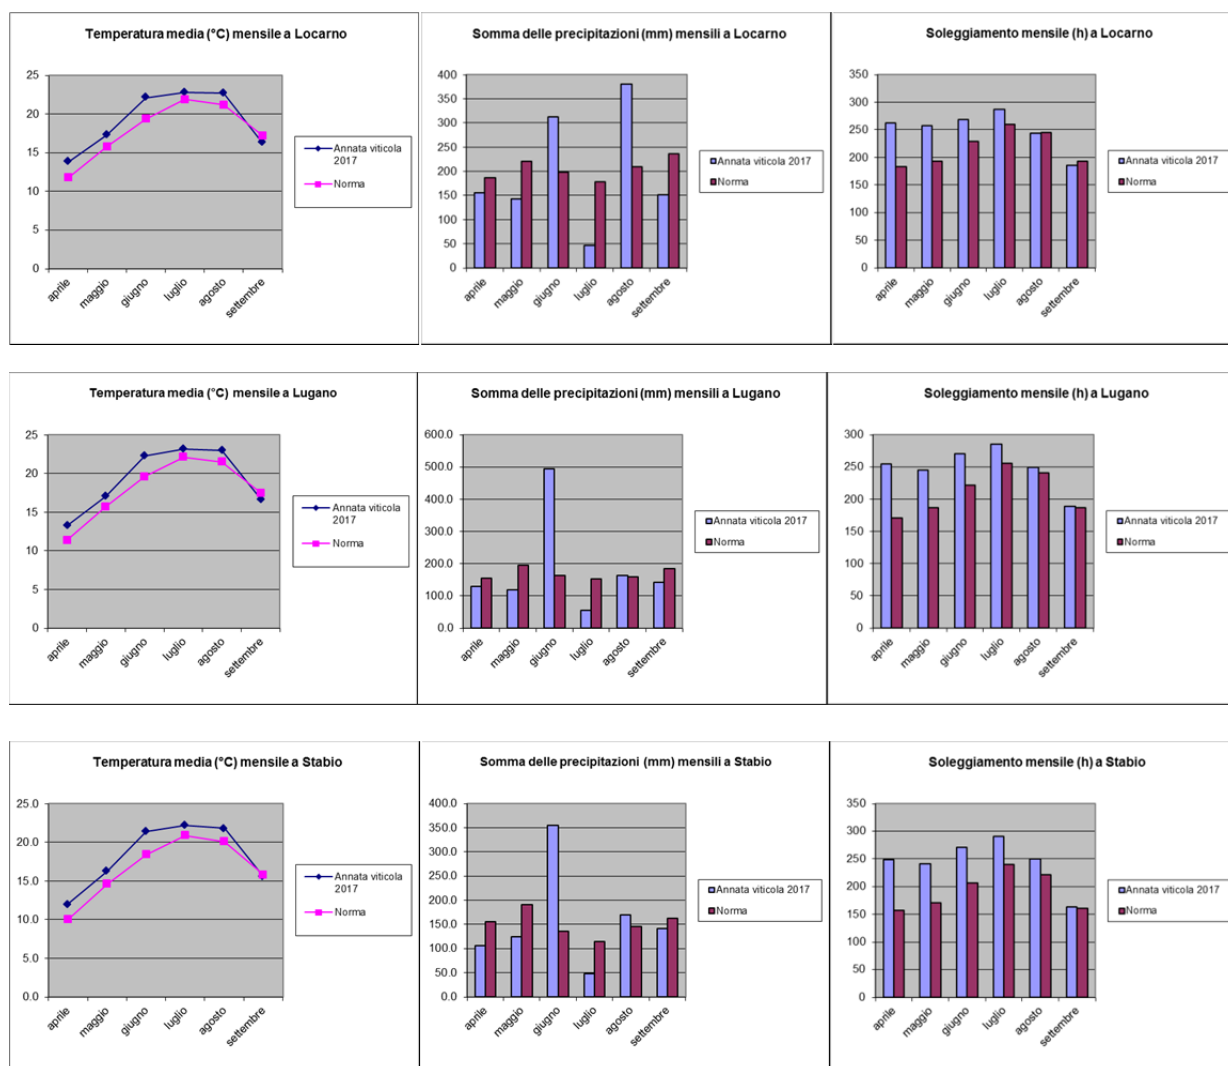 Temperatura media (°C) mensile a Locarno
25
20
15
10
5
0
aprile
maggio
giugno
luglio
agosto
settembre
Annata viticola
2017
Norma
Somma delle precipitazioni (mm) mensili a Locarno
400
350
300
250
200
150
100
50
0
aprile
maggio
giugno
luglio
agosto
settembre
Annata viticola 2017
Norma
Soleggiamento mensile (h) a Locarno
350
300
250
200
150
100
50
0
aprile
maggio
giugno
luglio
agosto
settembre
Annata viticola 2017
Norma
Temperatura media (°C) mensile a Lugano
25
20
15
10
5
0
aprile
maggio
giugno
luglio
agosto
settembre
Annata viticola
2017
Norma
Somma delle precipitazioni (mm) mensili a Lugano
600.0
500.0
400.0
300.0
200.0
100.0
0.0
aprile
maggio
giugno
luglio
agosto
settembre
Annata viticola 2017
Norma
Soleggiamento mensile (h) a Lugano
300
250
200
150
100
50
0
aprile
maggio
giugno
luglio
agosto
settembre
Annata viticola 2017
Norma
Temperatura media (°C) mensile a Stabio
25.0
20.0
15.0
10.0
5.0
0.0
aprile
maggio
giugno
luglio
agosto
settembre
Annata viticola
2017
Norma
Somma delle precipitazioni (mm) mensili a Stabio
400.0
350.0
300.0
250.0
200.0
150.0
100.0
50.0
0.0
aprile
maggio
giugno
luglio
agosto
settembre
Annata viticola 2017
Norma
Soleggiamento mensile (h) a Stabio
350
300
250
200
150
100
50
0
aprile
maggio
giugno
luglio
agosto
settembre
Annata viticola 2017
Norma